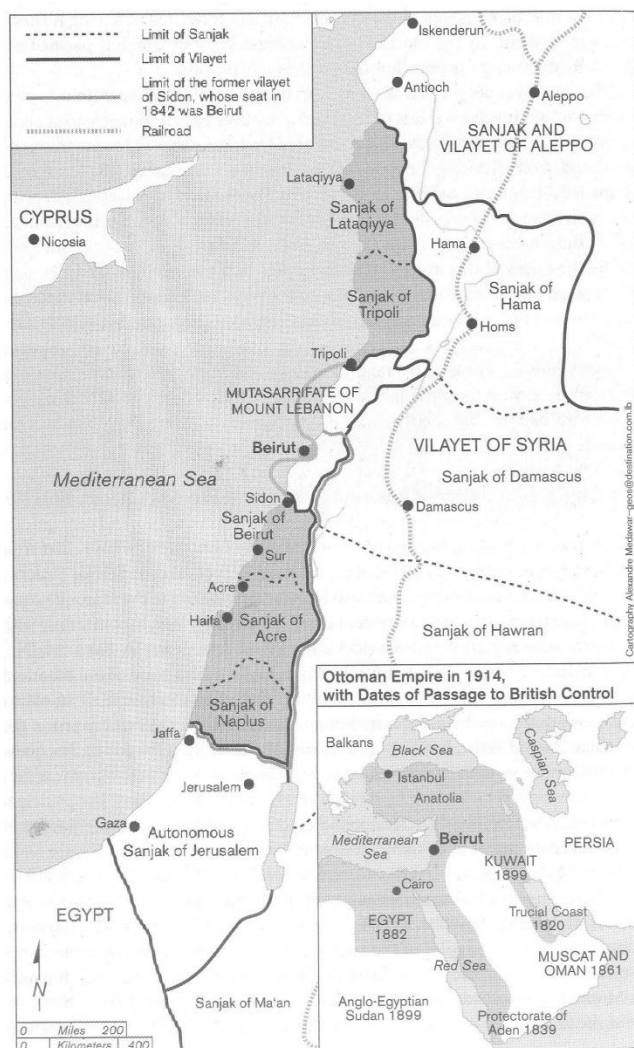 Limit of Sanjak
Limit of Vilayet
Limit of the former vilayet
of Sidon, whose seat in
1842 was Beirut
Railroad
Iskenderun
Antioch
Aleppo
SANJAK AND
VILAYET OF ALEPPO
Lataqiyya
Sanjak of
Lataqiyya
CYPRUS
Nicosia
Hama
Sanjak of
Hama
Sanjak of
Tripoli
Homs
Tripoli
MUTASARRIFATE OF
MOUNT LEBANON
Beirut
VILAYET OF SYRIA
Mediterranean Sea
Sanjak of Damascus
Sidon
Damascus
Sanjak of
Beirut
Sur
Acre
Haifa
Sanjak of
Acre
Sanjak of Hawran
Sanjak of
Naplus
Jaffa
Jerusalem
Gaza
Autonomous
Sanjak of Jerusalem
EGYPT
N
Sanjak of Ma'an
0 Miles 200
0 Kilometers 400
Cartography Alexandre Medawar–geos@destination.com.lb
Ottoman Empire in 1914,
with Dates of Passage to British Control
Balkans
Black Sea
Caspian Sea
Istanbul
Anatolia
Mediterranean
Sea
Beirut
PERSIA
Cairo
KUWAIT
1899
EGYPT
1882
Trucial Coast
1820
Red Sea
MUSCAT AND
OMAN 1861
Anglo-Egyptian
Sudan 1899
Protectorate of
Aden 1839